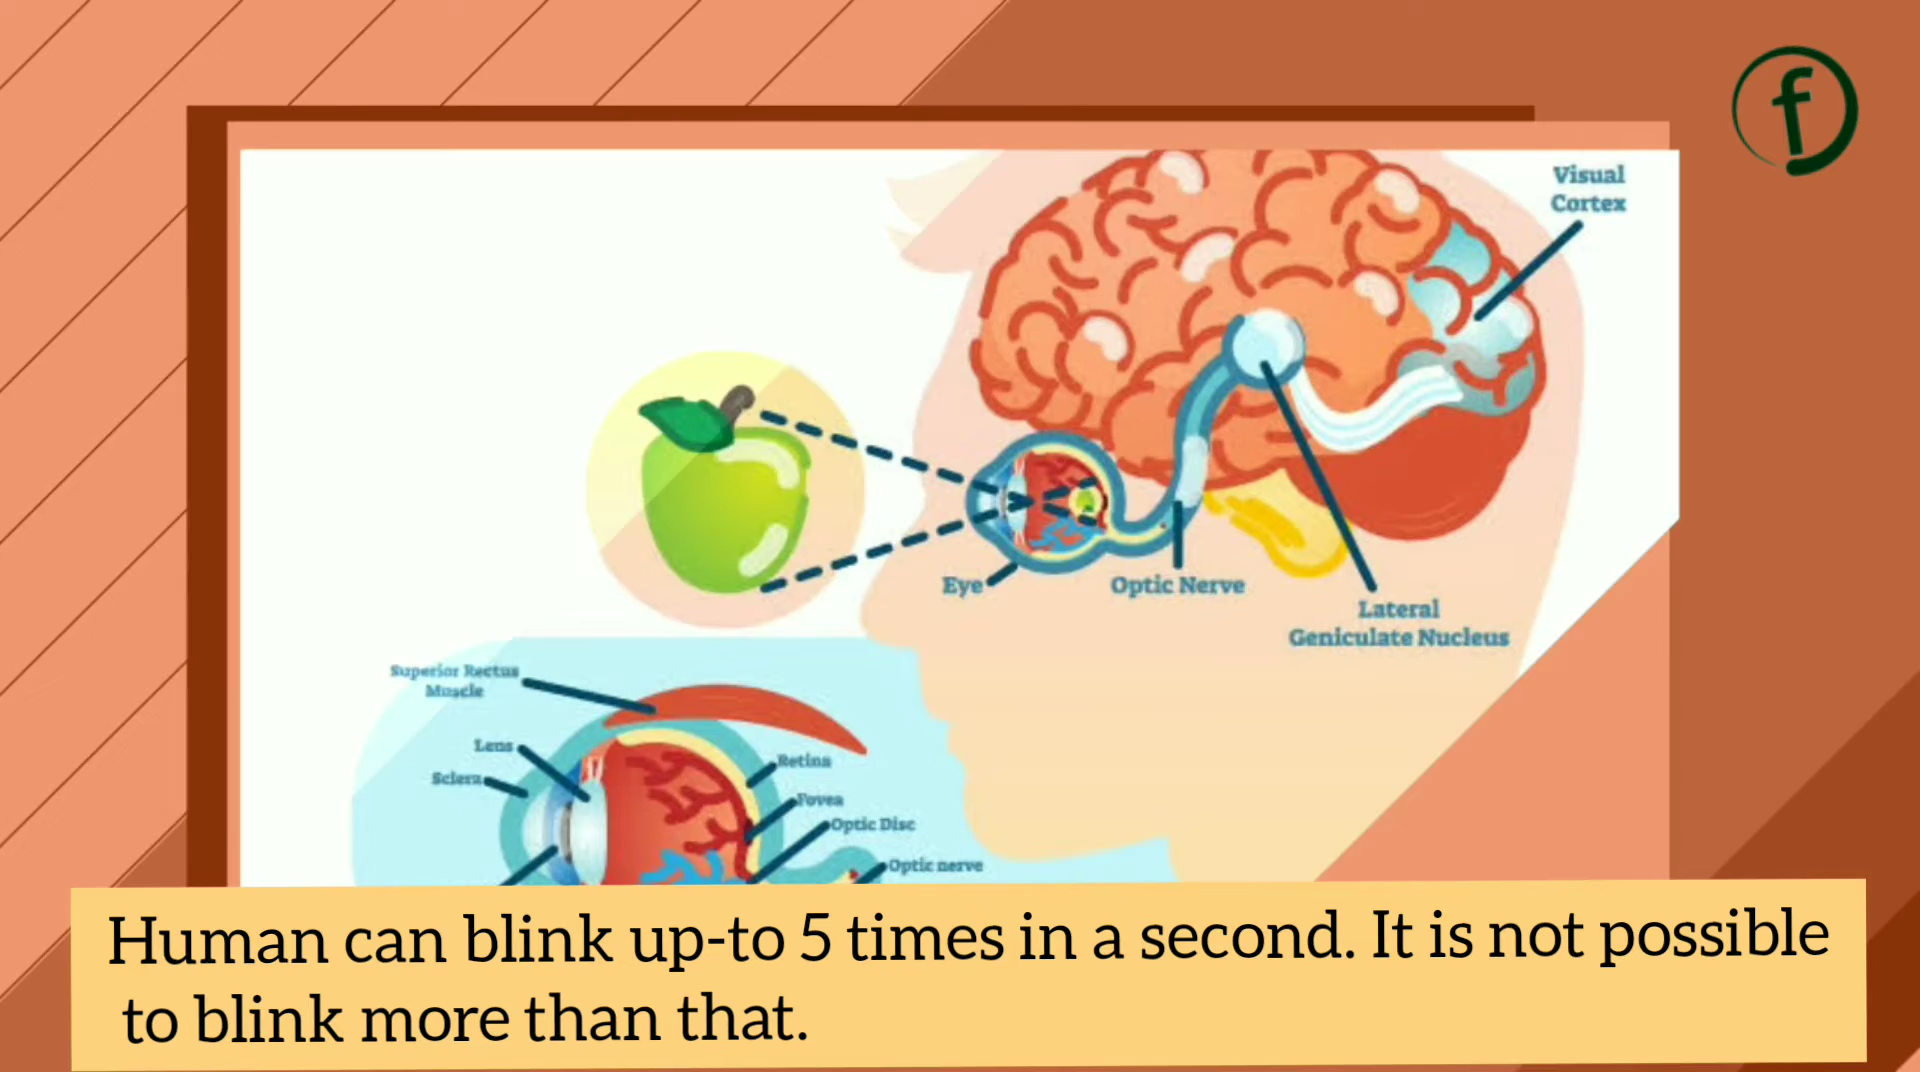 Visual
Cortex
Eye
Optic Nerve
Lateral
Geniculate Nucleus
Superior Rectus
Muscle
Lens
Sclera
Retina
Fovea
Optic Disc
Optic nerve
Human can blink up-to 5 times in a second. It is not possible
to blink more than that.